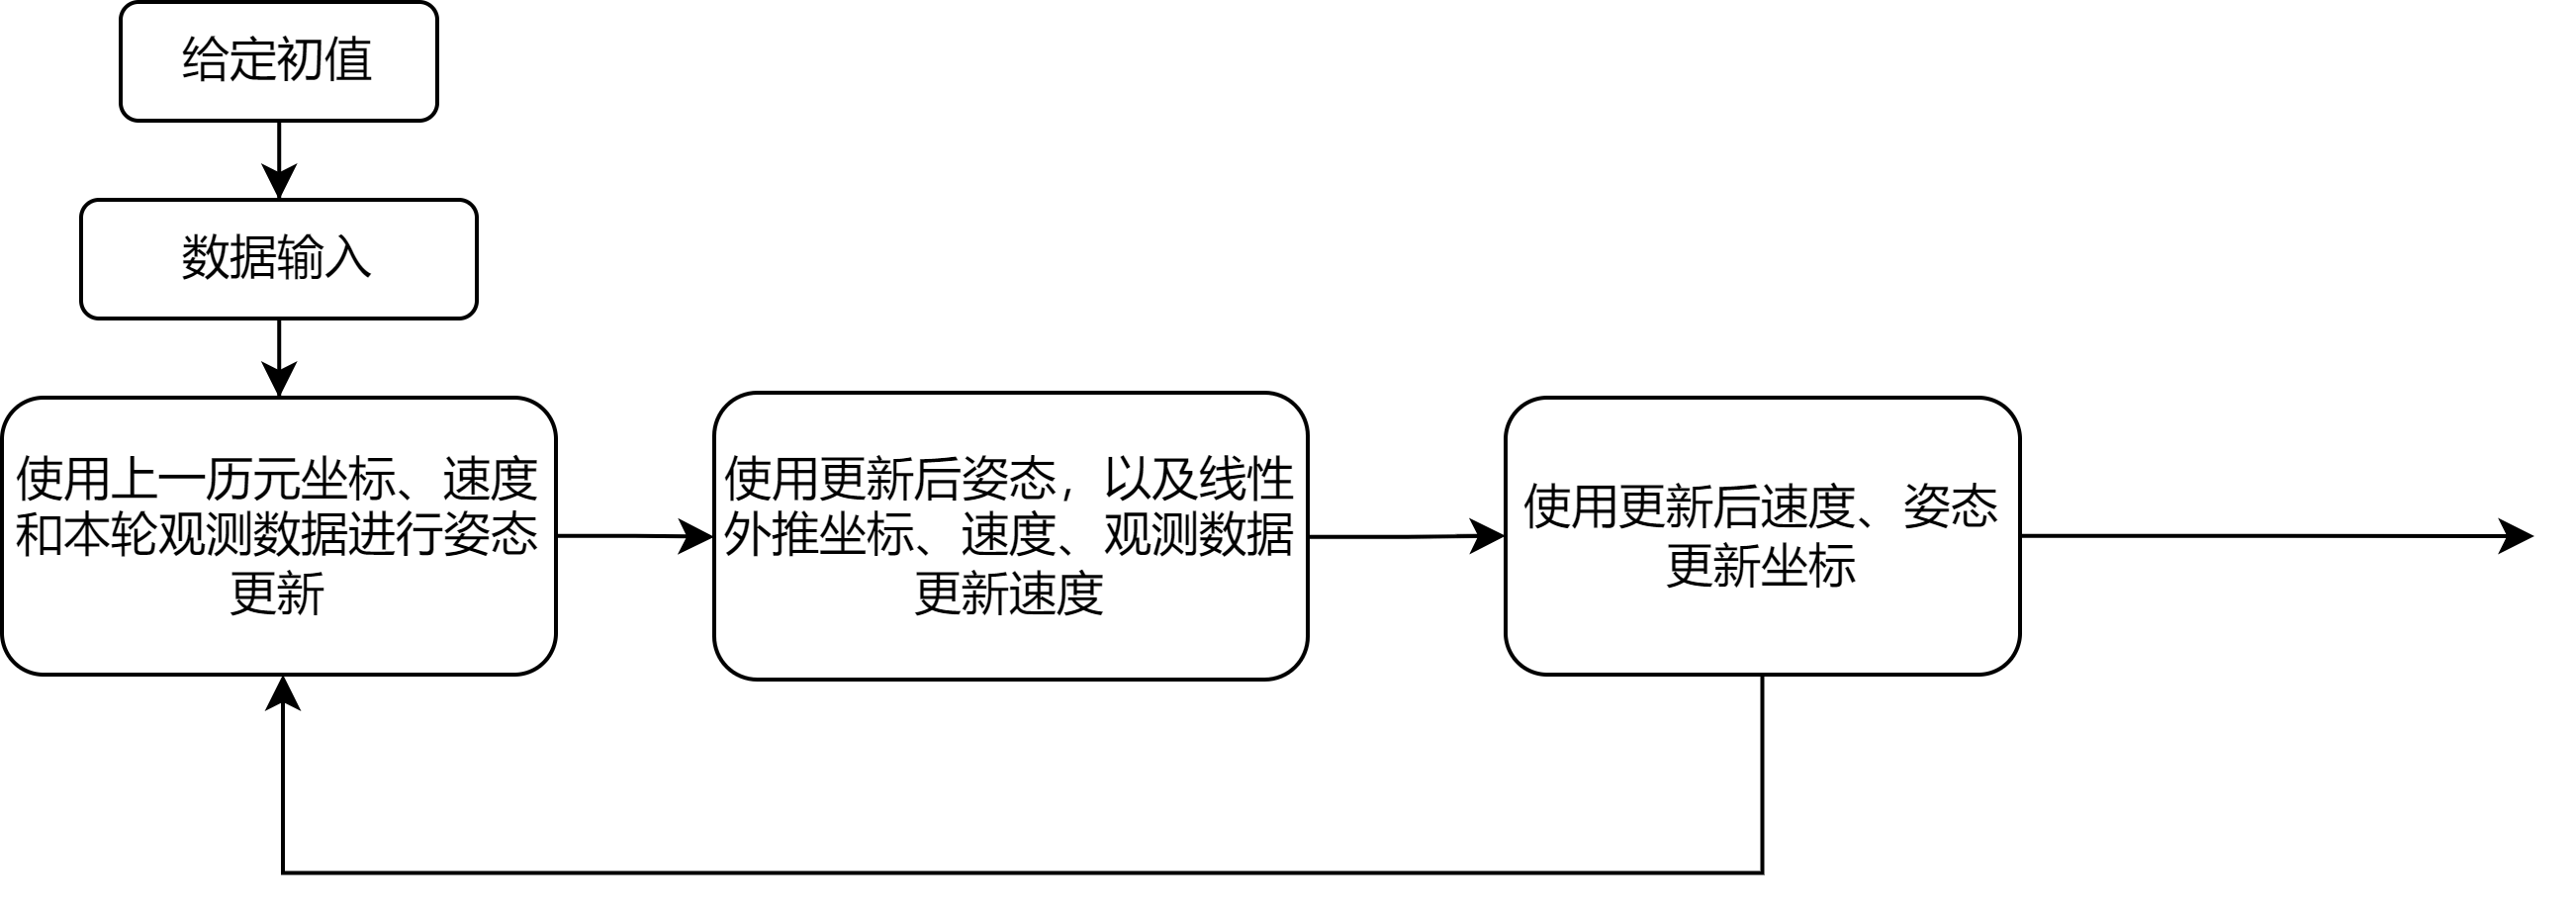 给定初值
数据输入
使用上一历元坐标、速度
和本轮观测数据进行姿态
更新
使用更新后姿态，以及线性
外推坐标、速度、观测数据
更新速度
使用更新后速度、姿态
更新坐标